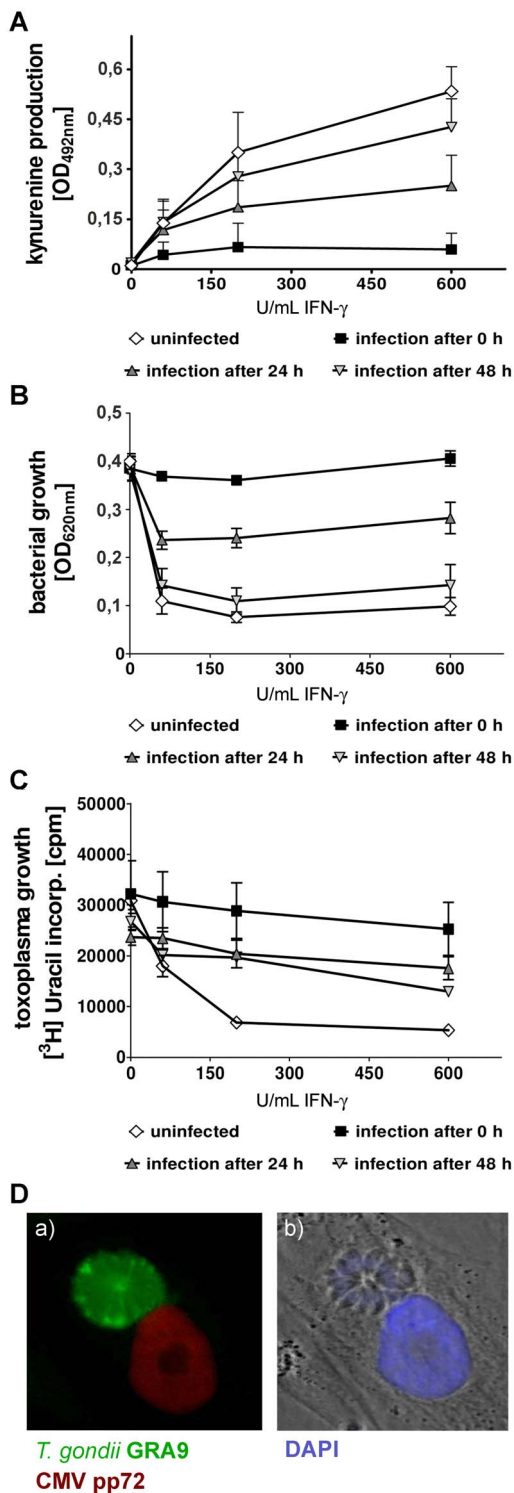 A
kynurenine production
[OD492nm]
0,6
0,45
0,3
0,15
0
0 150 300 450 600
U/mL IFN-γ
uninfected infection after 0 h
infection after 24 h infection after 48 h
B
bacterial growth
[OD620nm]
0,5
0,4
0,3
0,2
0,1
0
0 150 300 450 600
U/mL IFN-γ
uninfected infection after 0 h
infection after 24 h infection after 48 h
C
toxoplasma growth
[³H] Uracil incorp. [cpm]
50000
40000
30000
20000
10000
0
0 150 300 450 600
U/mL IFN-γ
uninfected infection after 0 h
infection after 24 h infection after 48 h
D
a) b)
T. gondii GRA9 DAPI
CMV pp72